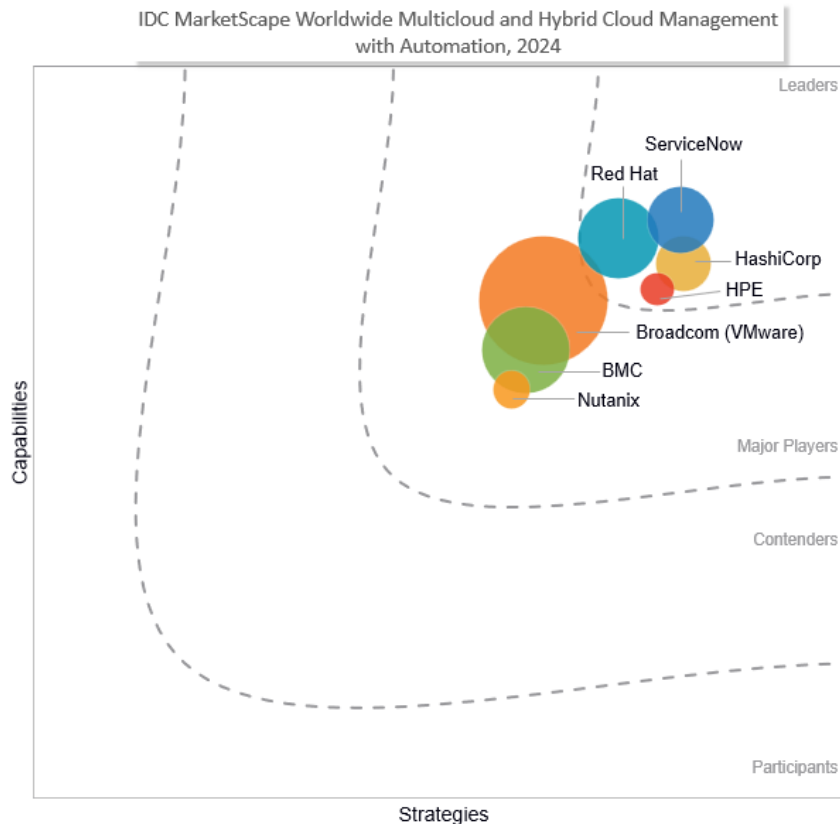 IDC MarketScape Worldwide Multicloud and Hybrid Cloud Management
with Automation, 2024
Leaders
ServiceNow
Red Hat
HashiCorp
HPE
Broadcom (VMware)
BMC
Nutanix
Capabilities
Major Players
Contenders
Participants
Strategies